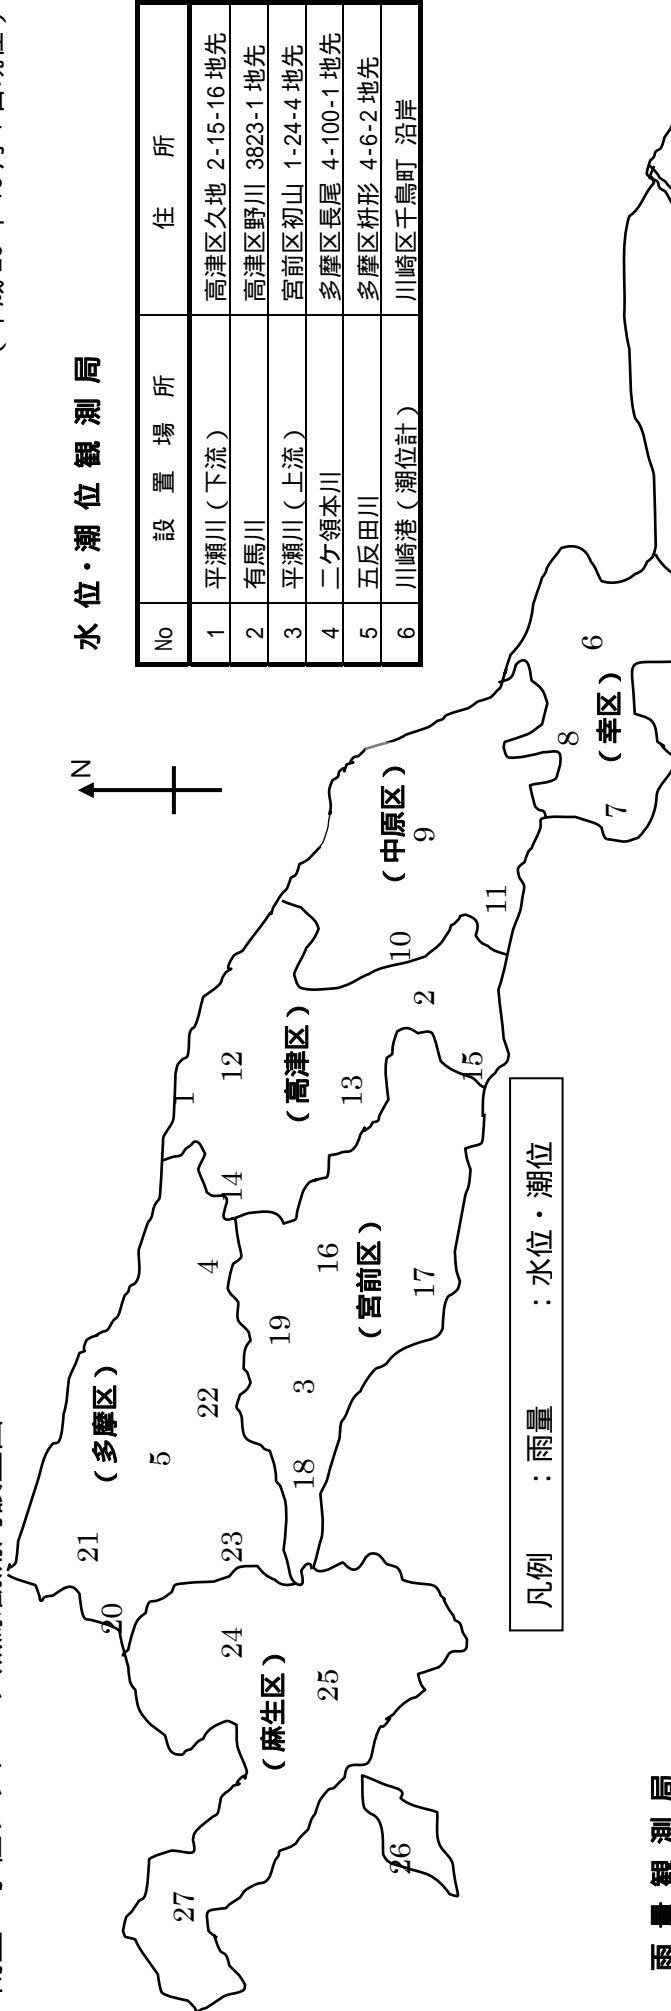 水位・潮位観測局
No 設置場所 住所
1 平瀬川（下流） 高津区久地 2-15-16 地先
2 有馬川 高津区野川 3823-1 地先
3 平瀬川（上流） 宮前区初山 1-24-4 地先
4 二ケ領本川 多摩区長尾 4-100-1 地先
5 五反田川 多摩区枡形 4-6-2 地先
6 川崎港（潮位計） 川崎区千鳥町 沿岸
N
27
26
20
21
（多摩区）
5
22
23
24
（麻生区）
25
4
14
1
12
（高津区）
13
2
15
18
3
19
16
（宮前区）
17
10
（中原区）
9
11
8
6
（幸区）
7
凡例 ：雨量 ：水位・潮位
雨量観測局